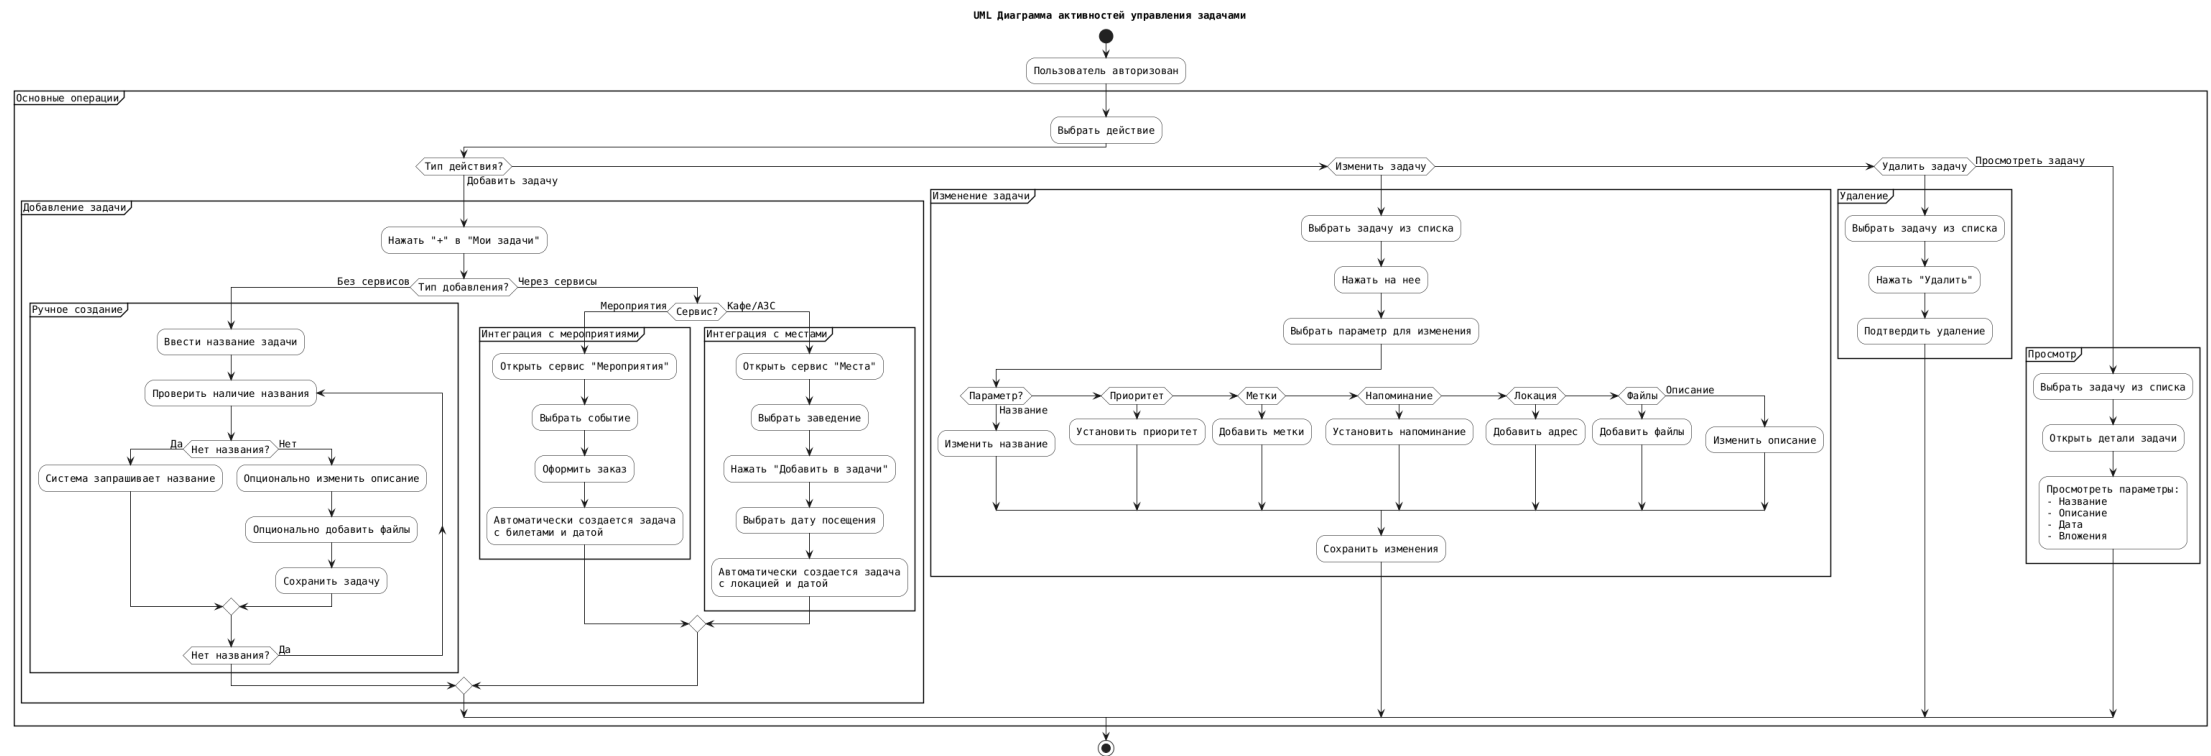 UML Диаграмма активностей управления задачами
Пользователь авторизован
Основные операции
Выбрать действие
Тип действия?
Добавить задачу
Изменить задачу
Удалить задачу
Просмотреть задачу
Добавление задачи
Нажать "+" в "Мои задачи"
Без сервисов
Тип добавления?
Через сервисы
Ручное создание
Ввести название задачи
Проверить наличие названия
Да
Нет названия?
Нет
Система запрашивает название
Опционально изменить описание
Опционально добавить файлы
Сохранить задачу
Нет названия?
Да
Мероприятия
Сервис?
Кафе/АЗС
Интеграция с мероприятиями
Открыть сервис "Мероприятия"
Выбрать событие
Оформить заказ
Автоматически создается задача
с билетами и датой
Интеграция с местами
Открыть сервис "Места"
Выбрать заведение
Нажать "Добавить в задачи"
Выбрать дату посещения
Автоматически создается задача
с локацией и датой
Изменение задачи
Выбрать задачу из списка
Нажать на нее
Выбрать параметр для изменения
Параметр?
Название
Приоритет
Метки
Напоминание
Локация
Файлы
Описание
Изменить название
Установить приоритет
Добавить метки
Установить напоминание
Добавить адрес
Добавить файлы
Изменить описание
Сохранить изменения
Удаление
Выбрать задачу из списка
Нажать "Удалить"
Подтвердить удаление
Просмотр
Выбрать задачу из списка
Открыть детали задачи
Просмотреть параметры:
- Название
- Описание
- Дата
- Вложения